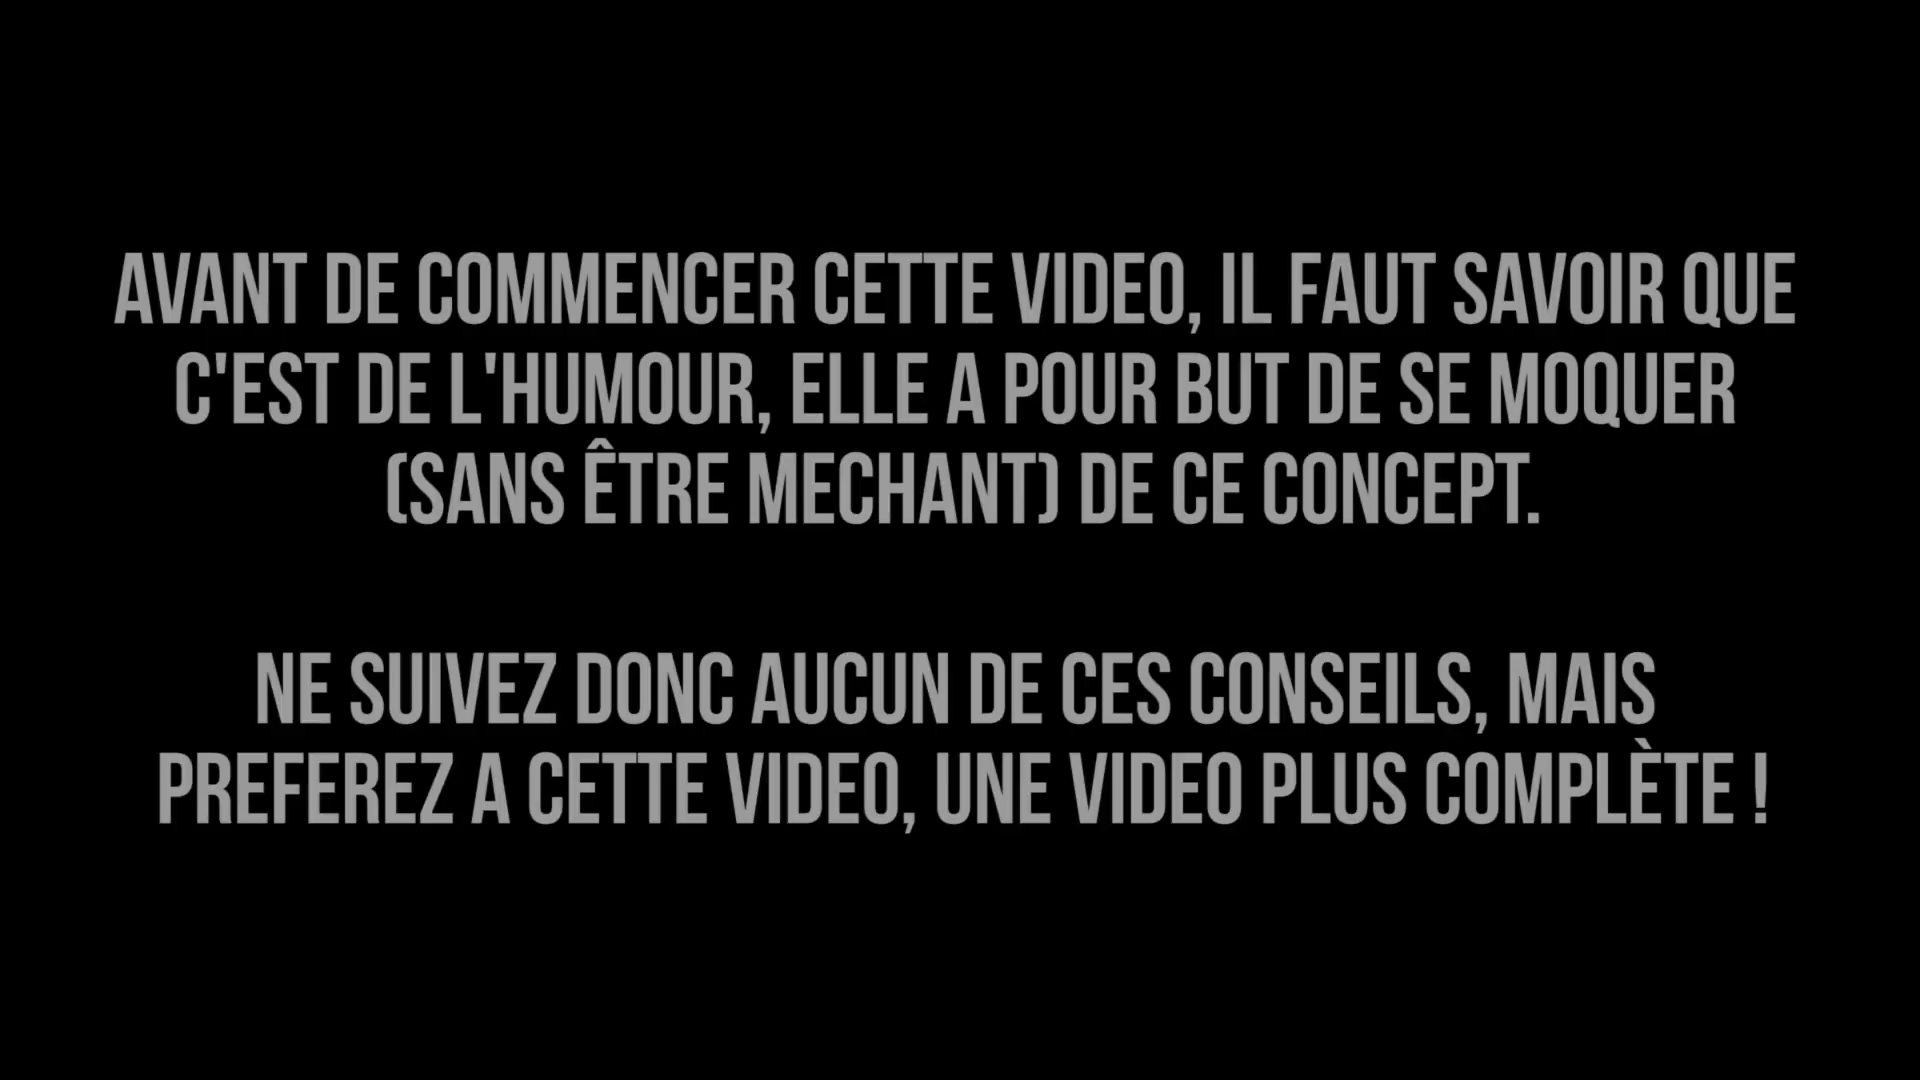 AVANT DE COMMENCER CETTE VIDEO, IL FAUT SAVOIR QUE
C'EST DE L'HUMOUR, ELLE A POUR BUT DE SE MOQUER
(SANS ÊTRE MECHANT) DE CE CONCEPT.
NE SUIVEZ DONC AUCUN DE CES CONSEILS, MAIS
PREFEREZ A CETTE VIDEO, UNE VIDEO PLUS COMPLÈTE !